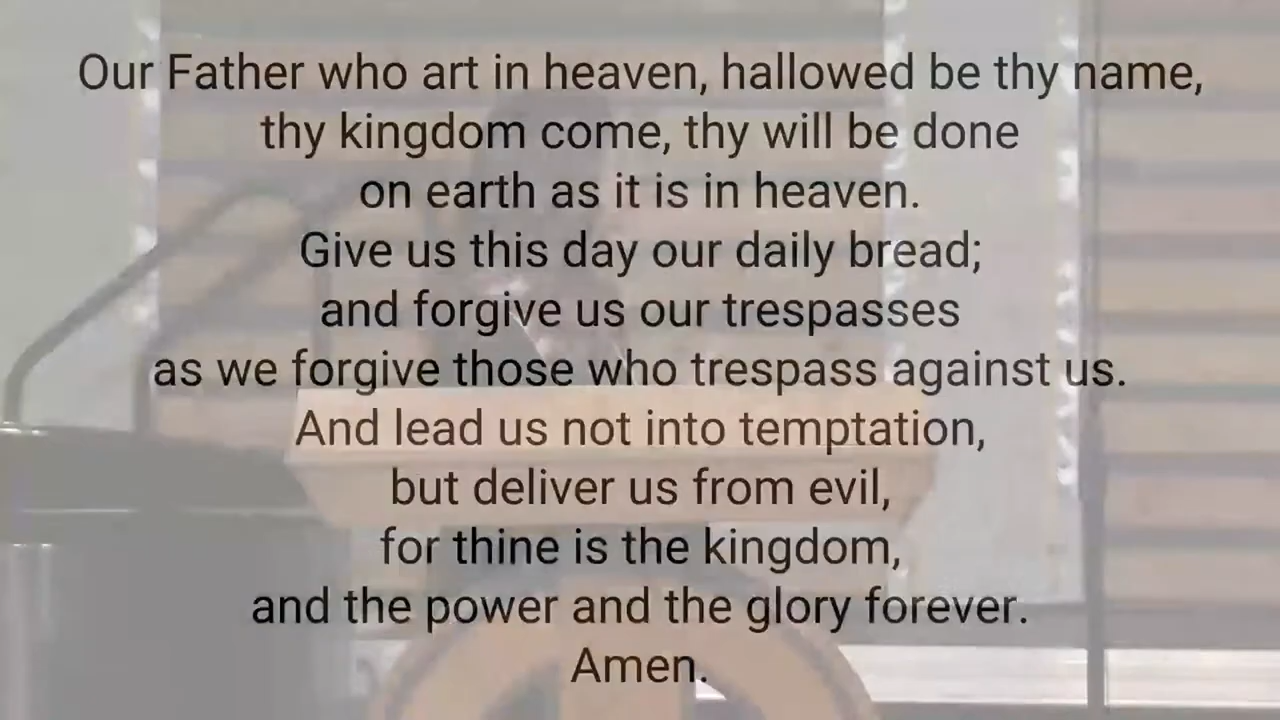 Our Father who art in heaven, hallowed be thy name,
thy kingdom come, thy will be done
on earth as it is in heaven.
Give us this day our daily bread;
and forgive us our trespasses
as we forgive those who trespass against us.
And lead us not into temptation,
but deliver us from evil,
for thine is the kingdom,
and the power and the glory forever.
Amen.